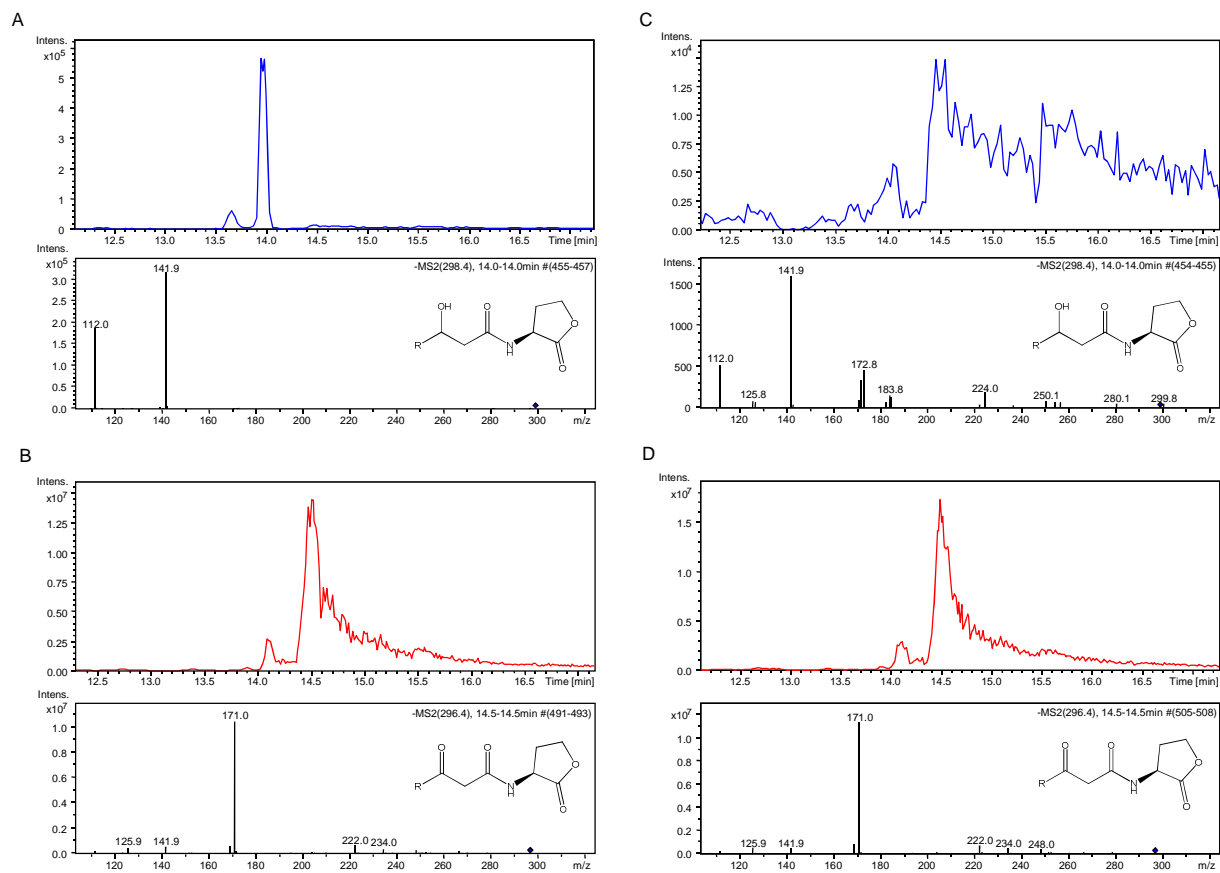 A
Intens.
x10⁵
5
4
3
2
1
0
12.5 13.0 13.5 14.0 14.5 15.0 15.5 16.0 16.5 Time [min]
Intens.
x10⁵
-MS2(298.4), 14.0-14.0min #(455-457)
141.9
3.0
2.5
2.0
112.0
1.5
1.0
0.5
0.0
OH
O
R
N
H
O
O
120 140 160 180 200 220 240 260 280 300 m/z
B
Intens.
x10⁷
1.25
1.00
0.75
0.50
0.25
0.00
12.5 13.0 13.5 14.0 14.5 15.0 15.5 16.0 16.5 Time [min]
Intens.
x10⁷
-MS2(296.4), 14.5-14.5min #(491-493)
171.0
1.0
0.8
0.6
0.4
0.2
0.0
125.9 141.9 222.0 234.0
O
O
R
N
H
O
O
120 140 160 180 200 220 240 260 280 300 m/z
C
Intens.
x10⁴
1.25
1.00
0.75
0.50
0.25
0.00
12.5 13.0 13.5 14.0 14.5 15.0 15.5 16.0 16.5 Time [min]
Intens.
-MS2(298.4), 14.0-14.0min #(454-455)
141.9
1500
1000
500
0
112.0 125.8 172.8 183.8 224.0 250.1 280.1 299.8
OH
O
R
N
H
O
O
120 140 160 180 200 220 240 260 280 300 m/z
D
Intens.
x10⁷
1.5
1.0
0.5
0.0
12.5 13.0 13.5 14.0 14.5 15.0 15.5 16.0 16.5 Time [min]
Intens.
x10⁷
-MS2(296.4), 14.5-14.5min #(505-508)
171.0
1.0
0.8
0.6
0.4
0.2
0.0
125.9 141.9 222.0 234.0 248.0
O
O
R
N
H
O
O
120 140 160 180 200 220 240 260 280 300 m/z